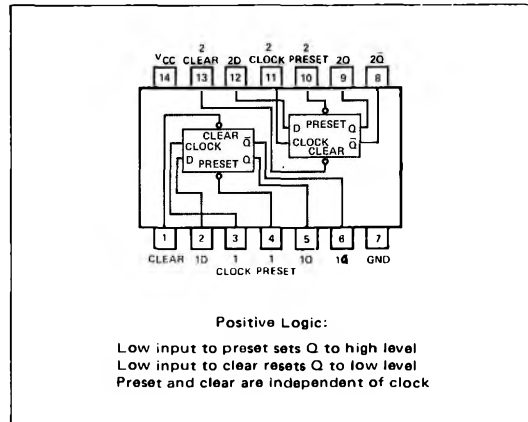 2 2 2
VCC CLEAR 2D CLOCK PRESET 2Q 2Q̅
14 13 12 11 10 9 8
D PRESET Q
CLOCK Q̅
CLEAR
CLEAR
CLOCK Q̅
D PRESET Q
1 2 3 4 5 6 7
CLEAR 1D 1 1 1Q 1Q̅ GND
CLOCK PRESET
Positive Logic:
Low input to preset sets Q to high level
Low input to clear resets Q to low level
Preset and clear are independent of clock